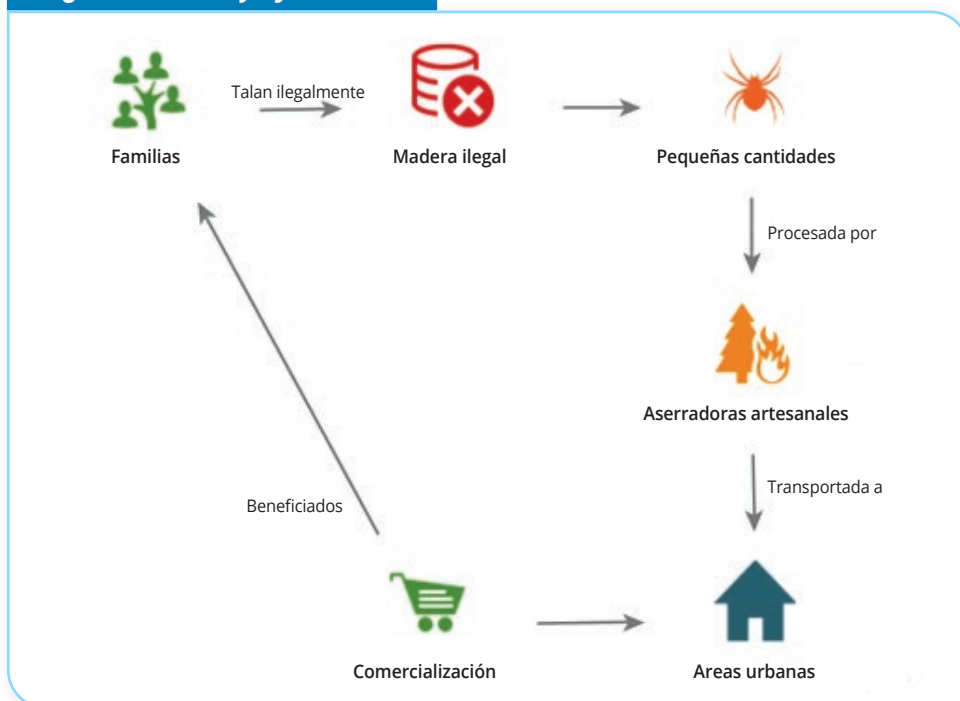 Talan ilegalmente
Familias
Madera ilegal
Pequeñas cantidades
Procesada por
Aserradoras artesanales
Transportada a
Beneficiados
Comercialización
Areas urbanas